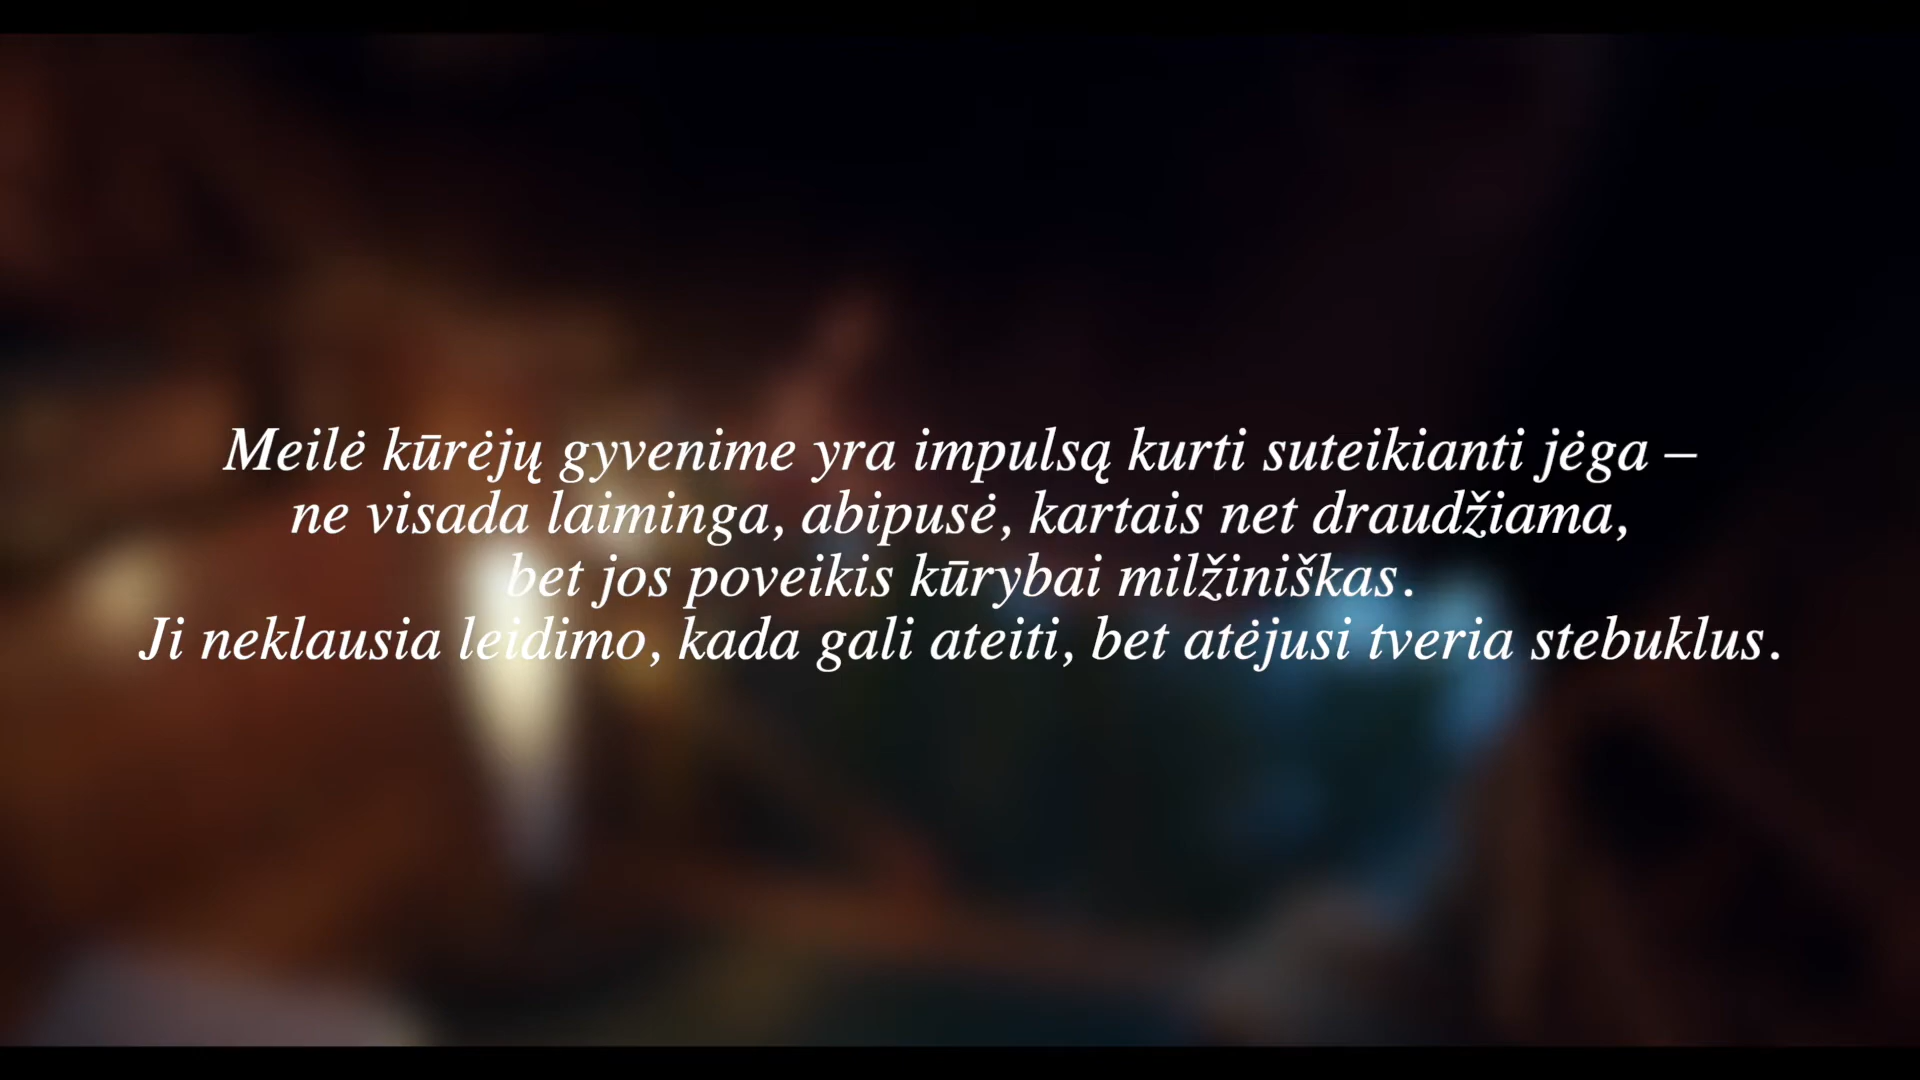 Meilė kūrėjų gyvenime yra impulsą kurti suteikianti jėga –
ne visada laiminga, abipusė, kartais net draudžiama,
bet jos poveikis kūrybai milžiniškas.
Ji neklausia leidimo, kada gali ateiti, bet atėjusi tveria stebuklus.